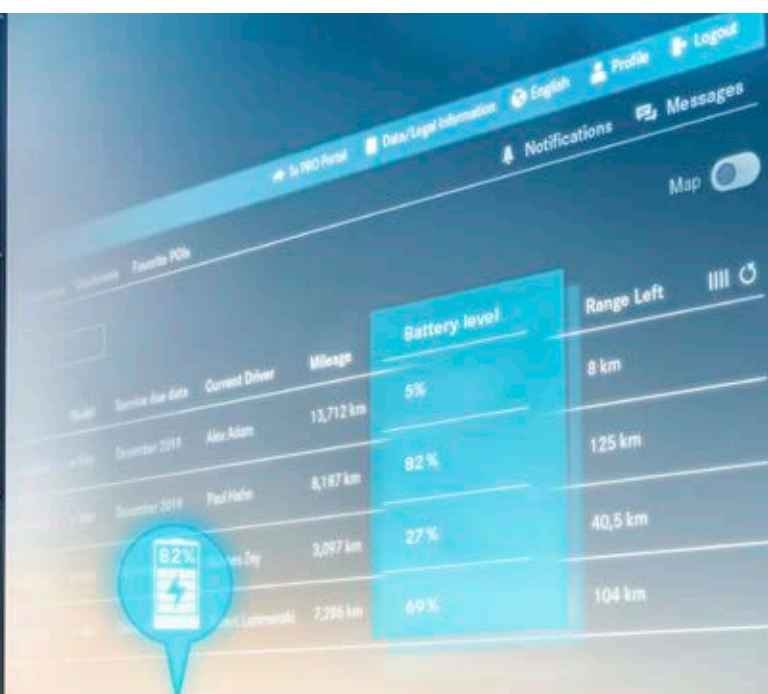 To PRO Portal Data/Legal Information English Profile Logout
Notifications Messages
Favorite POIs
Map
Service due data Current Driver Mileage Battery level Range Left
December 2019 Alex Adam 13,712 km 5% 8 km
December 2019 Paul Hahn 8,187 km 82% 125 km
3,097 km 27% 40,5 km
7,286 km 69% 104 km
82%